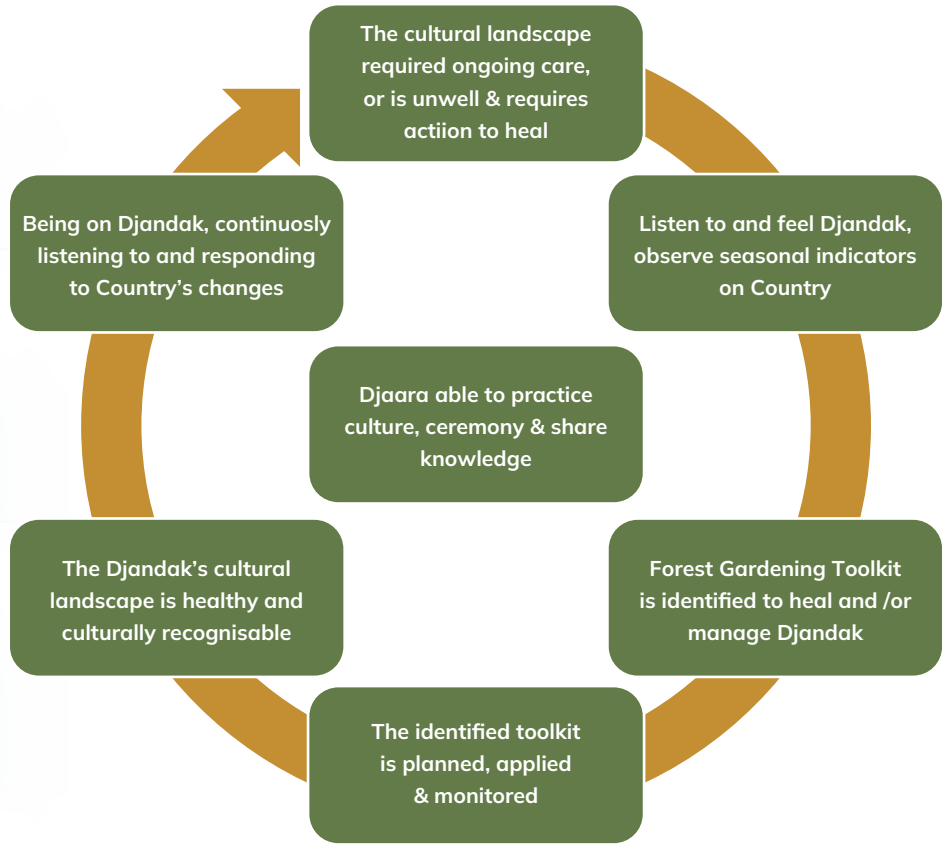 The cultural landscape
required ongoing care,
or is unwell & requires
actiion to heal
Listen to and feel Djandak,
observe seasonal indicators
on Country
Forest Gardening Toolkit
is identified to heal and /or
manage Djandak
The identified toolkit
is planned, applied
& monitored
The Djandak’s cultural
landscape is healthy and
culturally recognisable
Being on Djandak, continuosly
listening to and responding
to Country’s changes
Djaara able to practice
culture, ceremony & share
knowledge